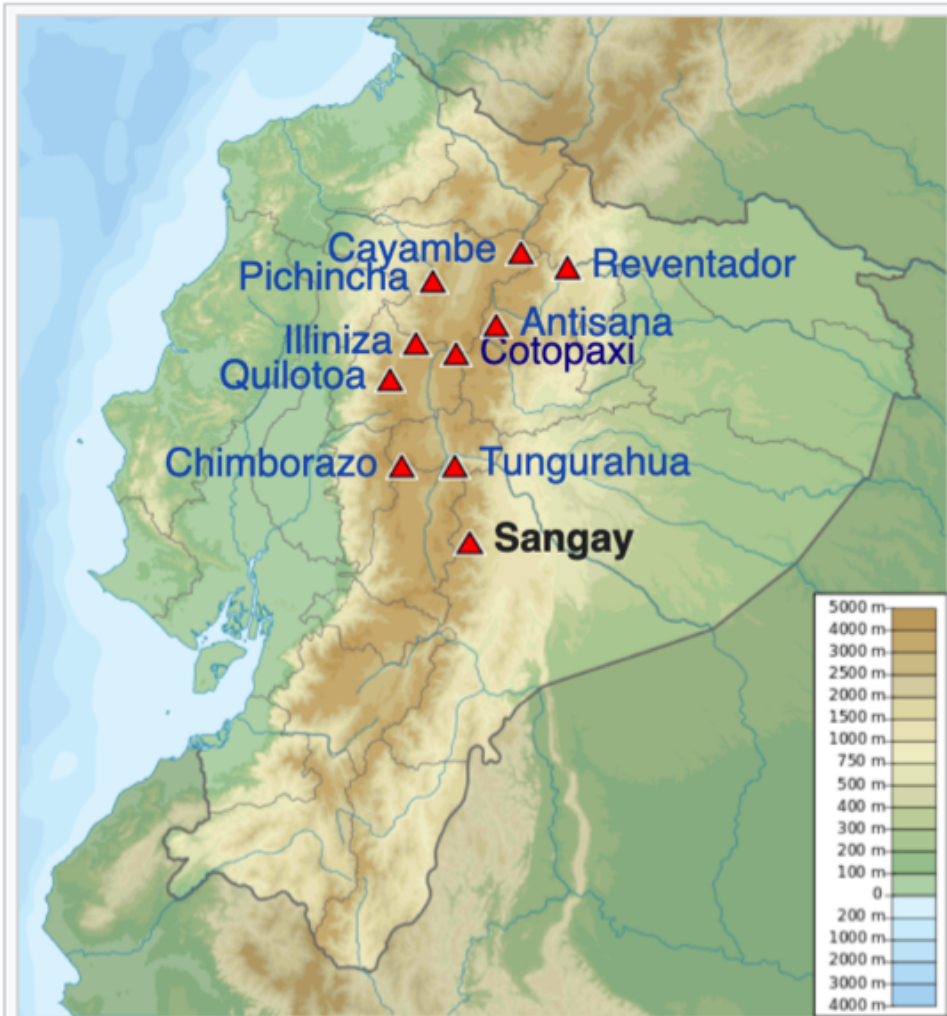 Cayambe
Reventador
Pichincha
Antisana
Illiniza
Cotopaxi
Quilotoa
Chimborazo
Tungurahua
Sangay
5000 m
4000 m
3000 m
2500 m
2000 m
1500 m
1000 m
750 m
500 m
400 m
300 m
200 m
100 m
0
200 m
1000 m
2000 m
3000 m
4000 m